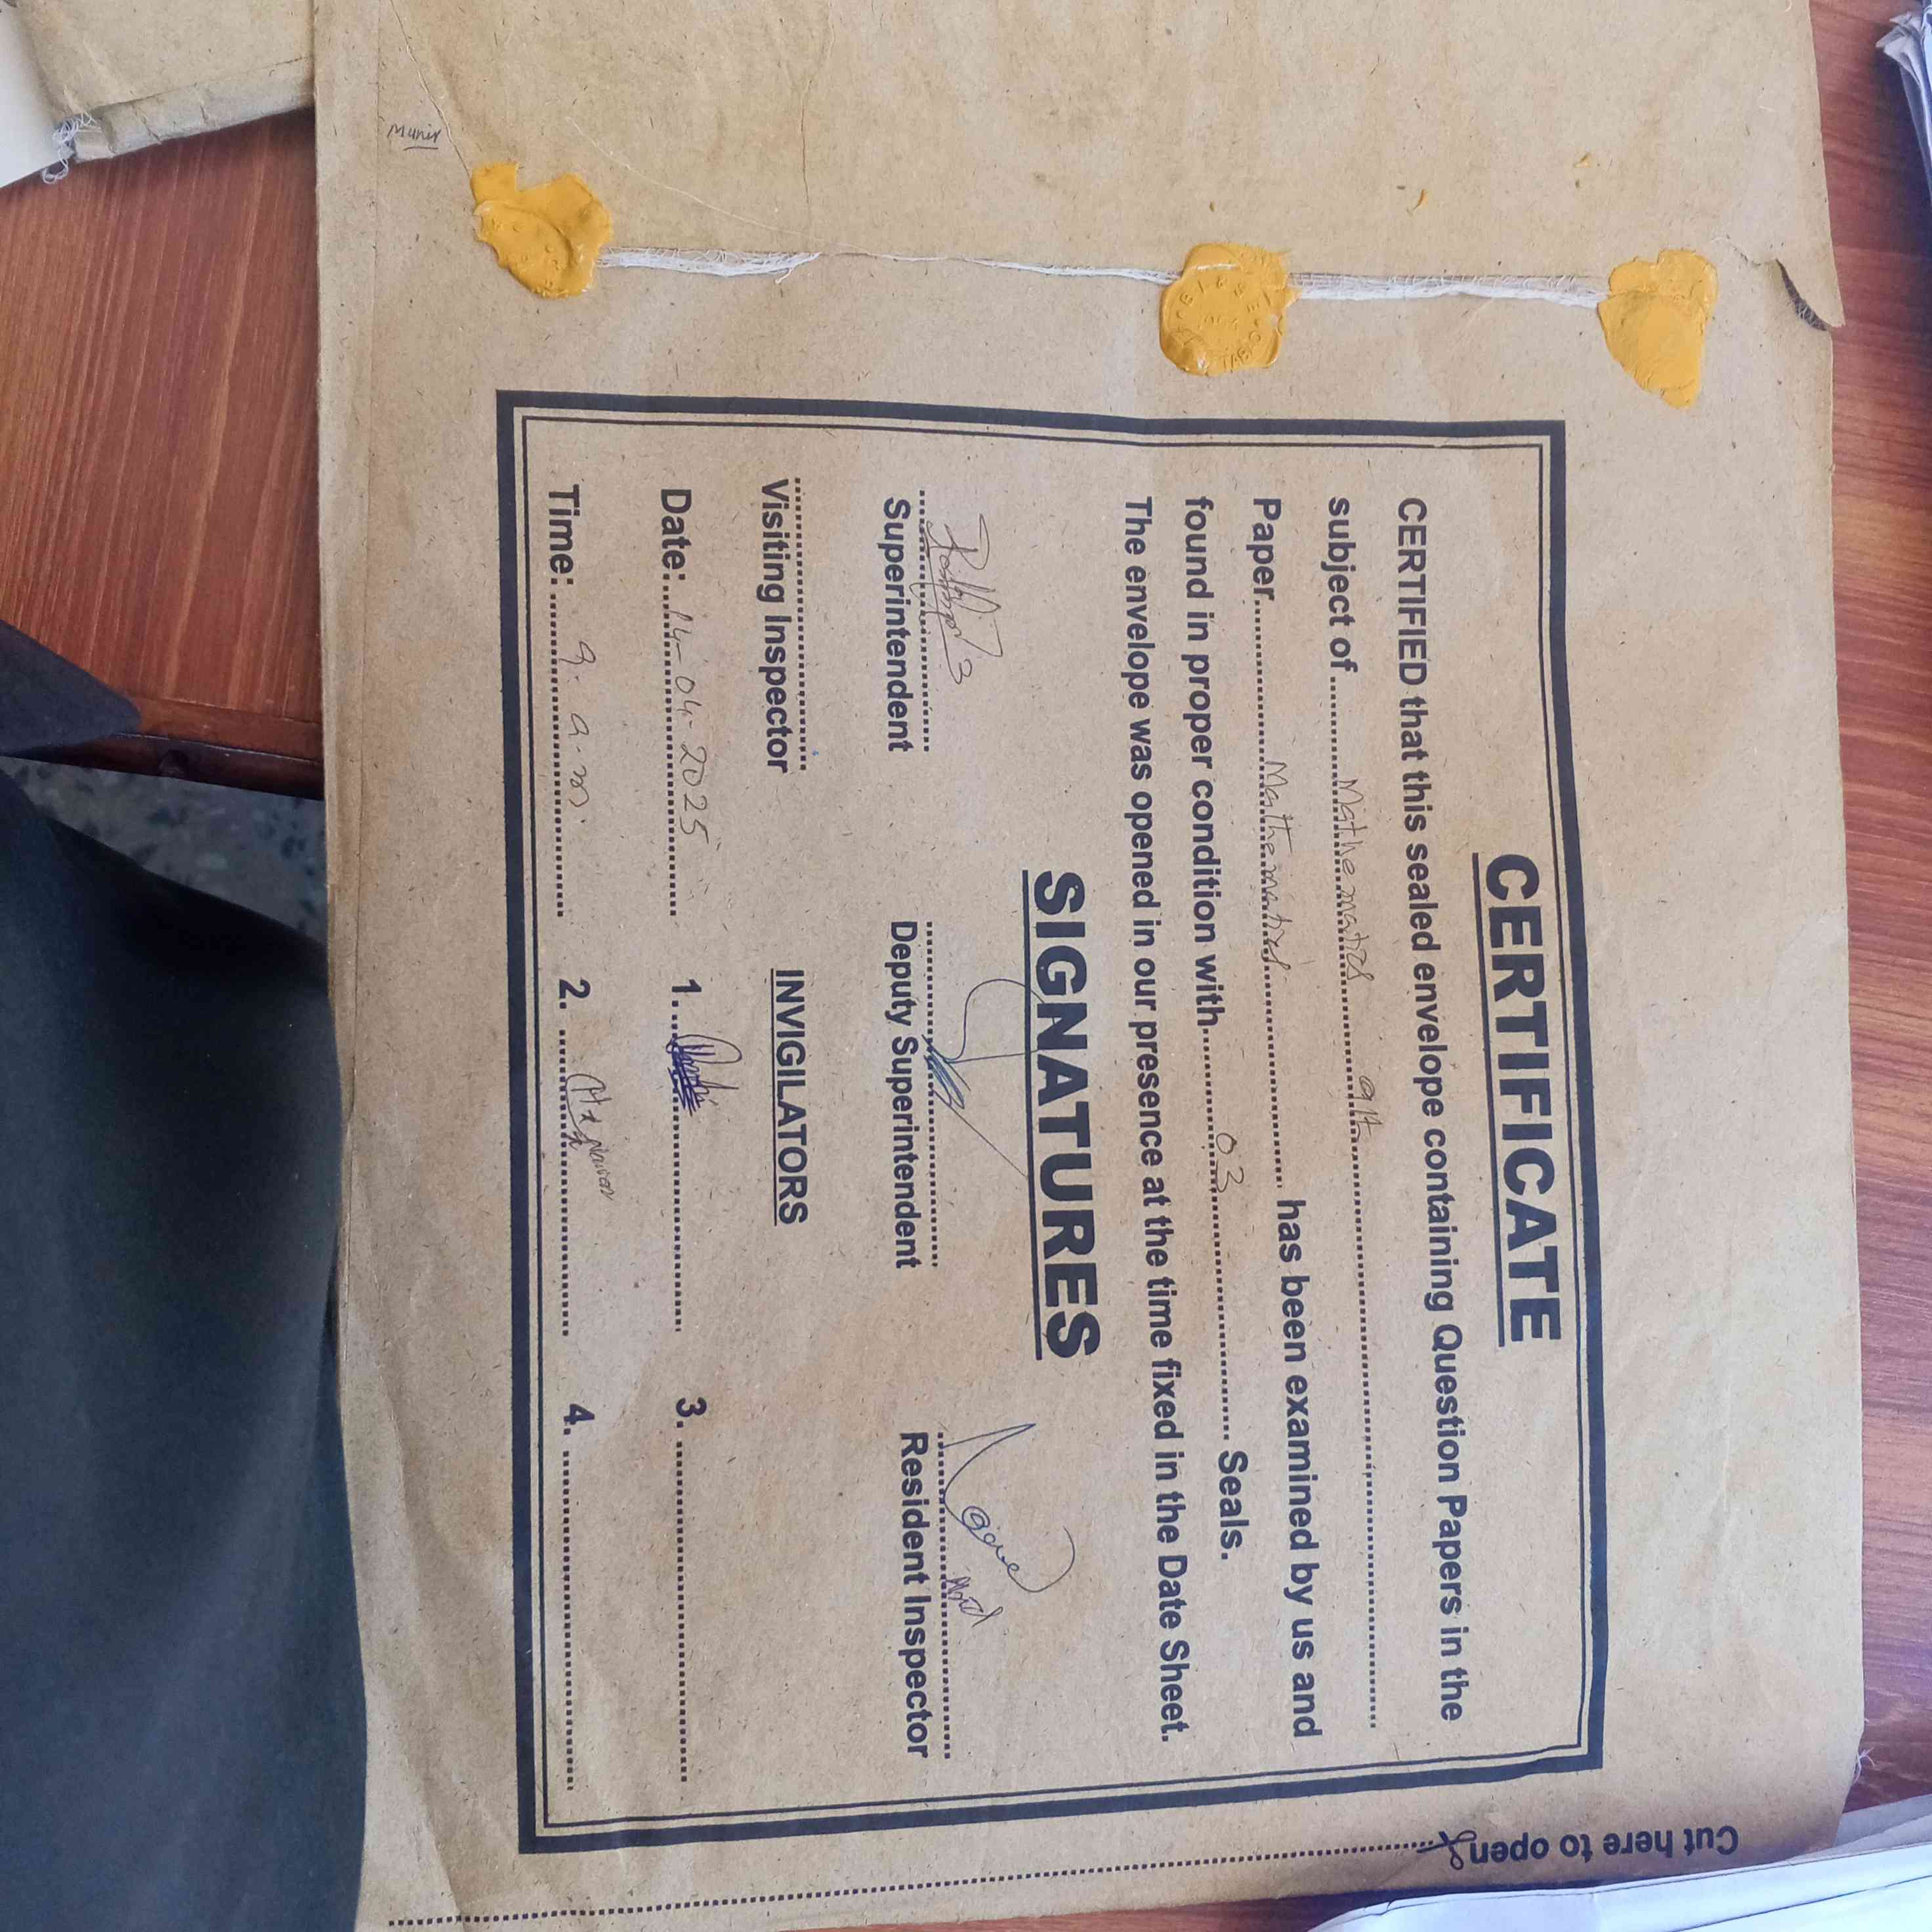 Munir
CERTIFICATE
CERTIFIED that this sealed envelope containing Question Papers in the
subject of Mathematics 9th
Paper Mathematics has been examined by us and
found in proper condition with 03 Seals.
The envelope was opened in our presence at the time fixed in the Date Sheet.
SIGNATURES
Superintendent Deputy Superintendent Resident Inspector
Visiting Inspector INVIGILATORS
Date: 14-04-2025 1. 3.
Time: 9. a.m 2. 4.
Cut here to open